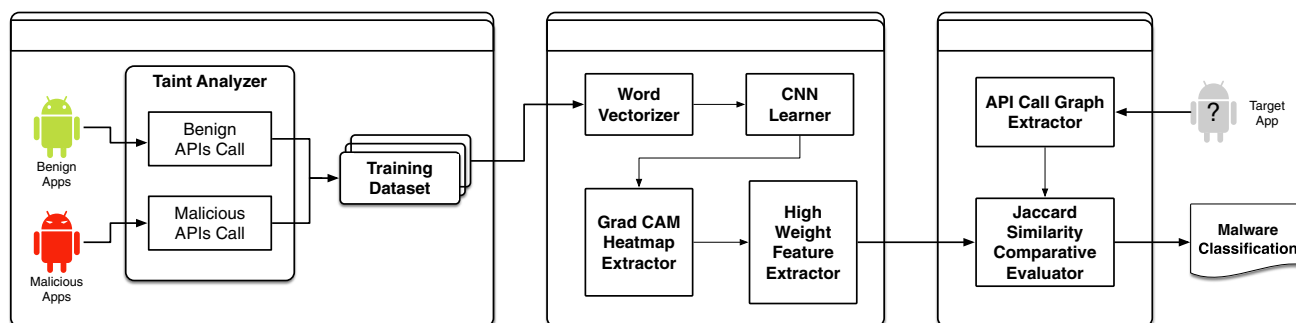 Taint Analyzer
Benign
APIs Call
Benign
Apps
Malicious
APIs Call
Malicious
Apps
Training
Dataset
Word
Vectorizer
CNN
Learner
Grad CAM
Heatmap
Extractor
High
Weight
Feature
Extractor
API Call Graph
Extractor
?
Target
App
Jaccard
Similarity
Comparative
Evaluator
Malware
Classification